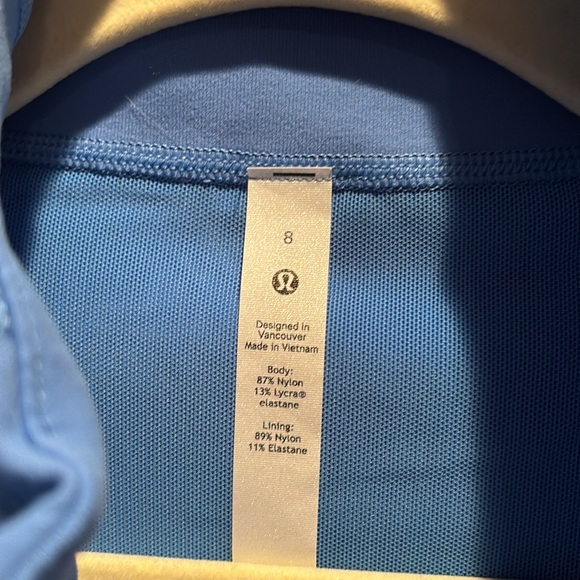 8
Designed in
Vancouver
Made in Vietnam
Body:
87% Nylon
13% Lycra®
elastane
Lining:
89% Nylon
11% Elastane